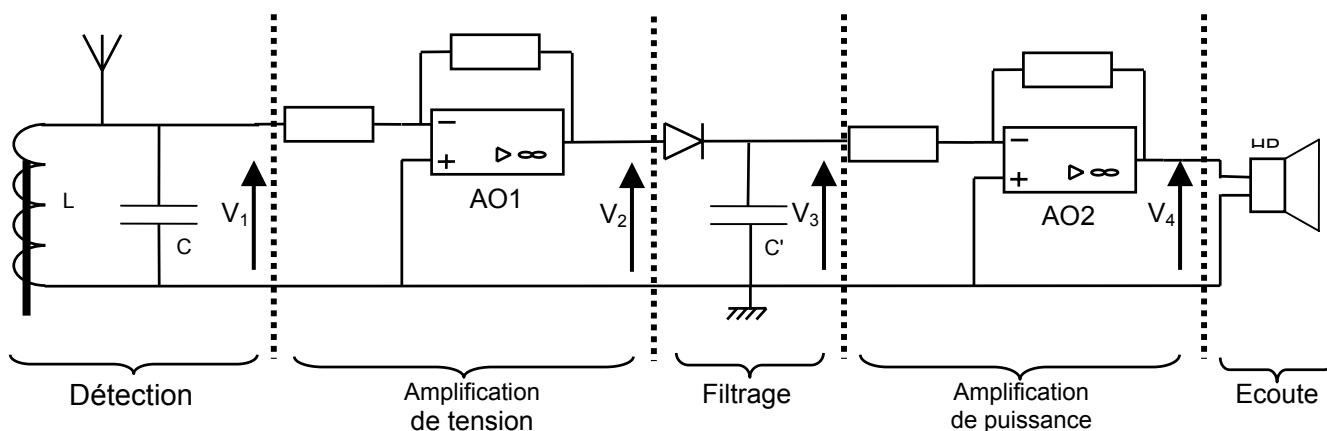 HP
L
C
V1
AO1
V2
C'
V3
AO2
V4
Détection
Amplification
de tension
Filtrage
Amplification
de puissance
Ecoute